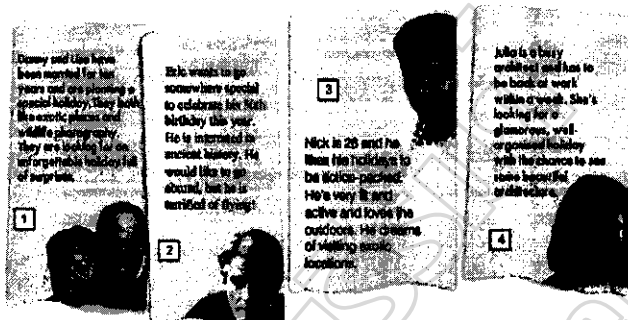 Danny and Lisa have
been married for ten
years and are planning a
special holiday. They both
like exotic places and
wildlife photography.
They are looking for an
unforgettable holiday full
of surprises.
1
Eric wants to go
somewhere special
to celebrate his
birthday this year.
He is interested in
ancient history. He
would like to go
abroad, but he is
terrified of flying!
2
3
Nick is 28 and he
likes his holidays to
be action-packed.
He's very fit and
active and loves the
outdoors. He dreams
of visiting exotic
locations.
Julia is a busy
architect and has to
be back at work
within a week. She's
looking for a
glamorous, well-
organised holiday
with the chance to see
some beautiful
architecture.
4